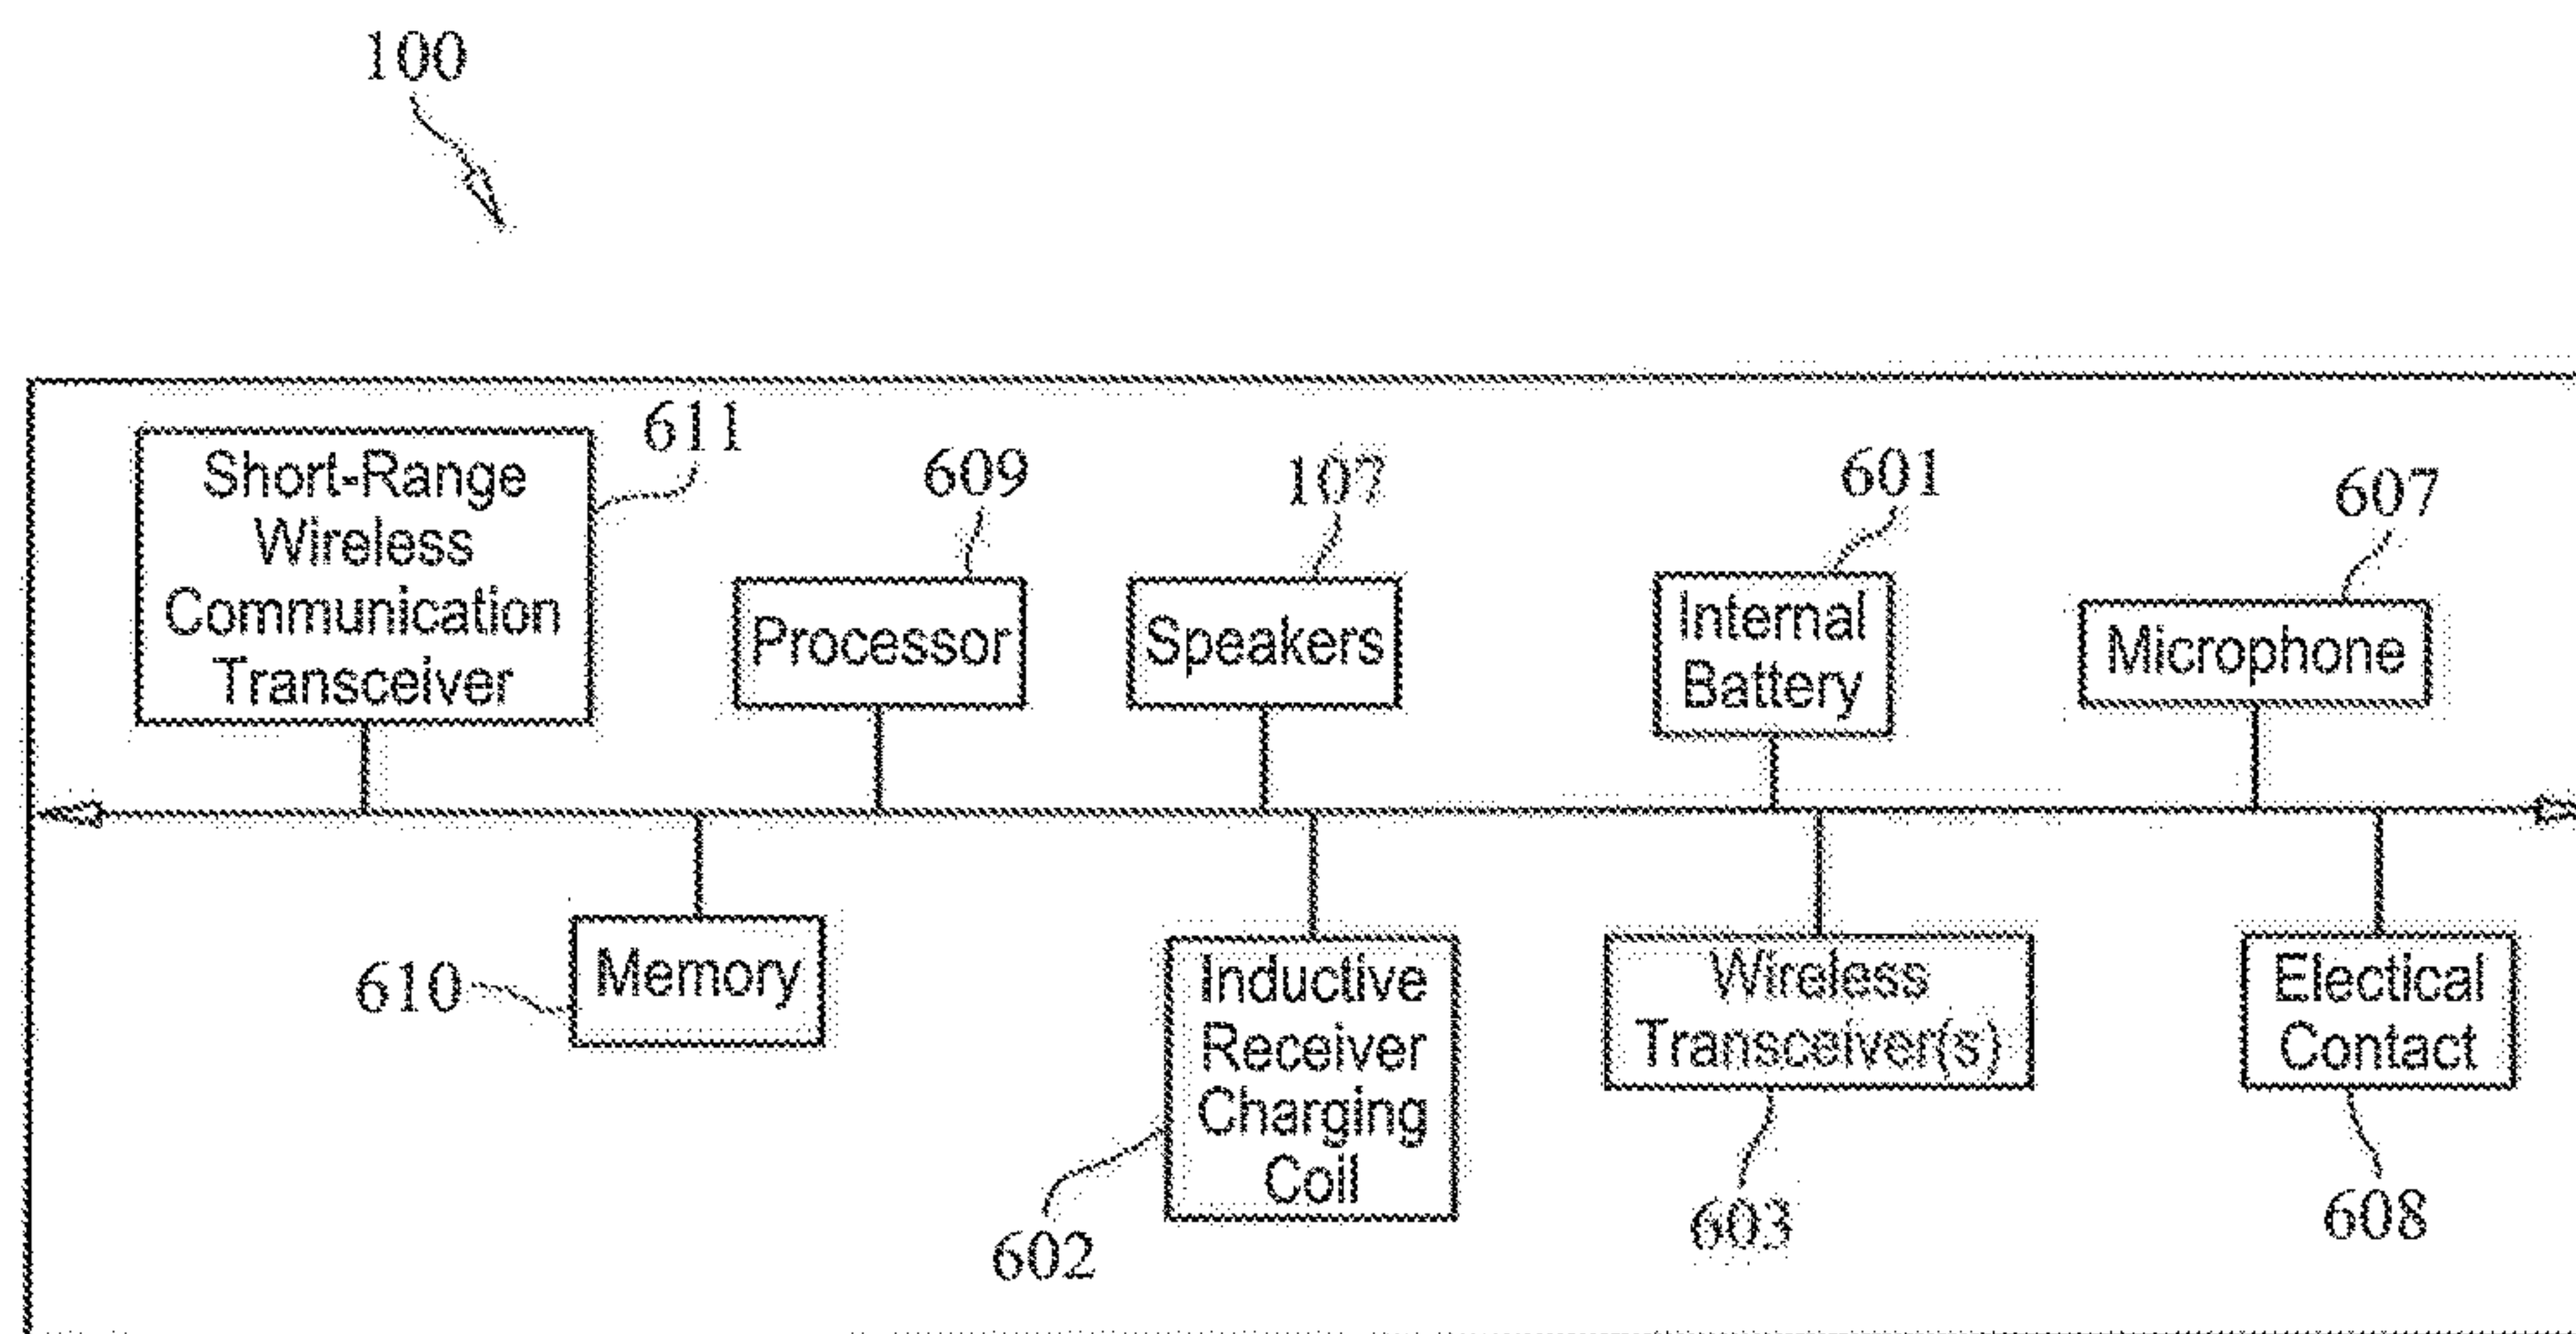 100
611
Short-Range
Wireless
Communication
Transceiver
609
Processor
107
Speakers
601
Internal
Battery
607
Microphone
610
Memory
Inductive
Receiver
Charging
Coil
602
Wireless
Transceiver(s)
603
Electical
Contact
608